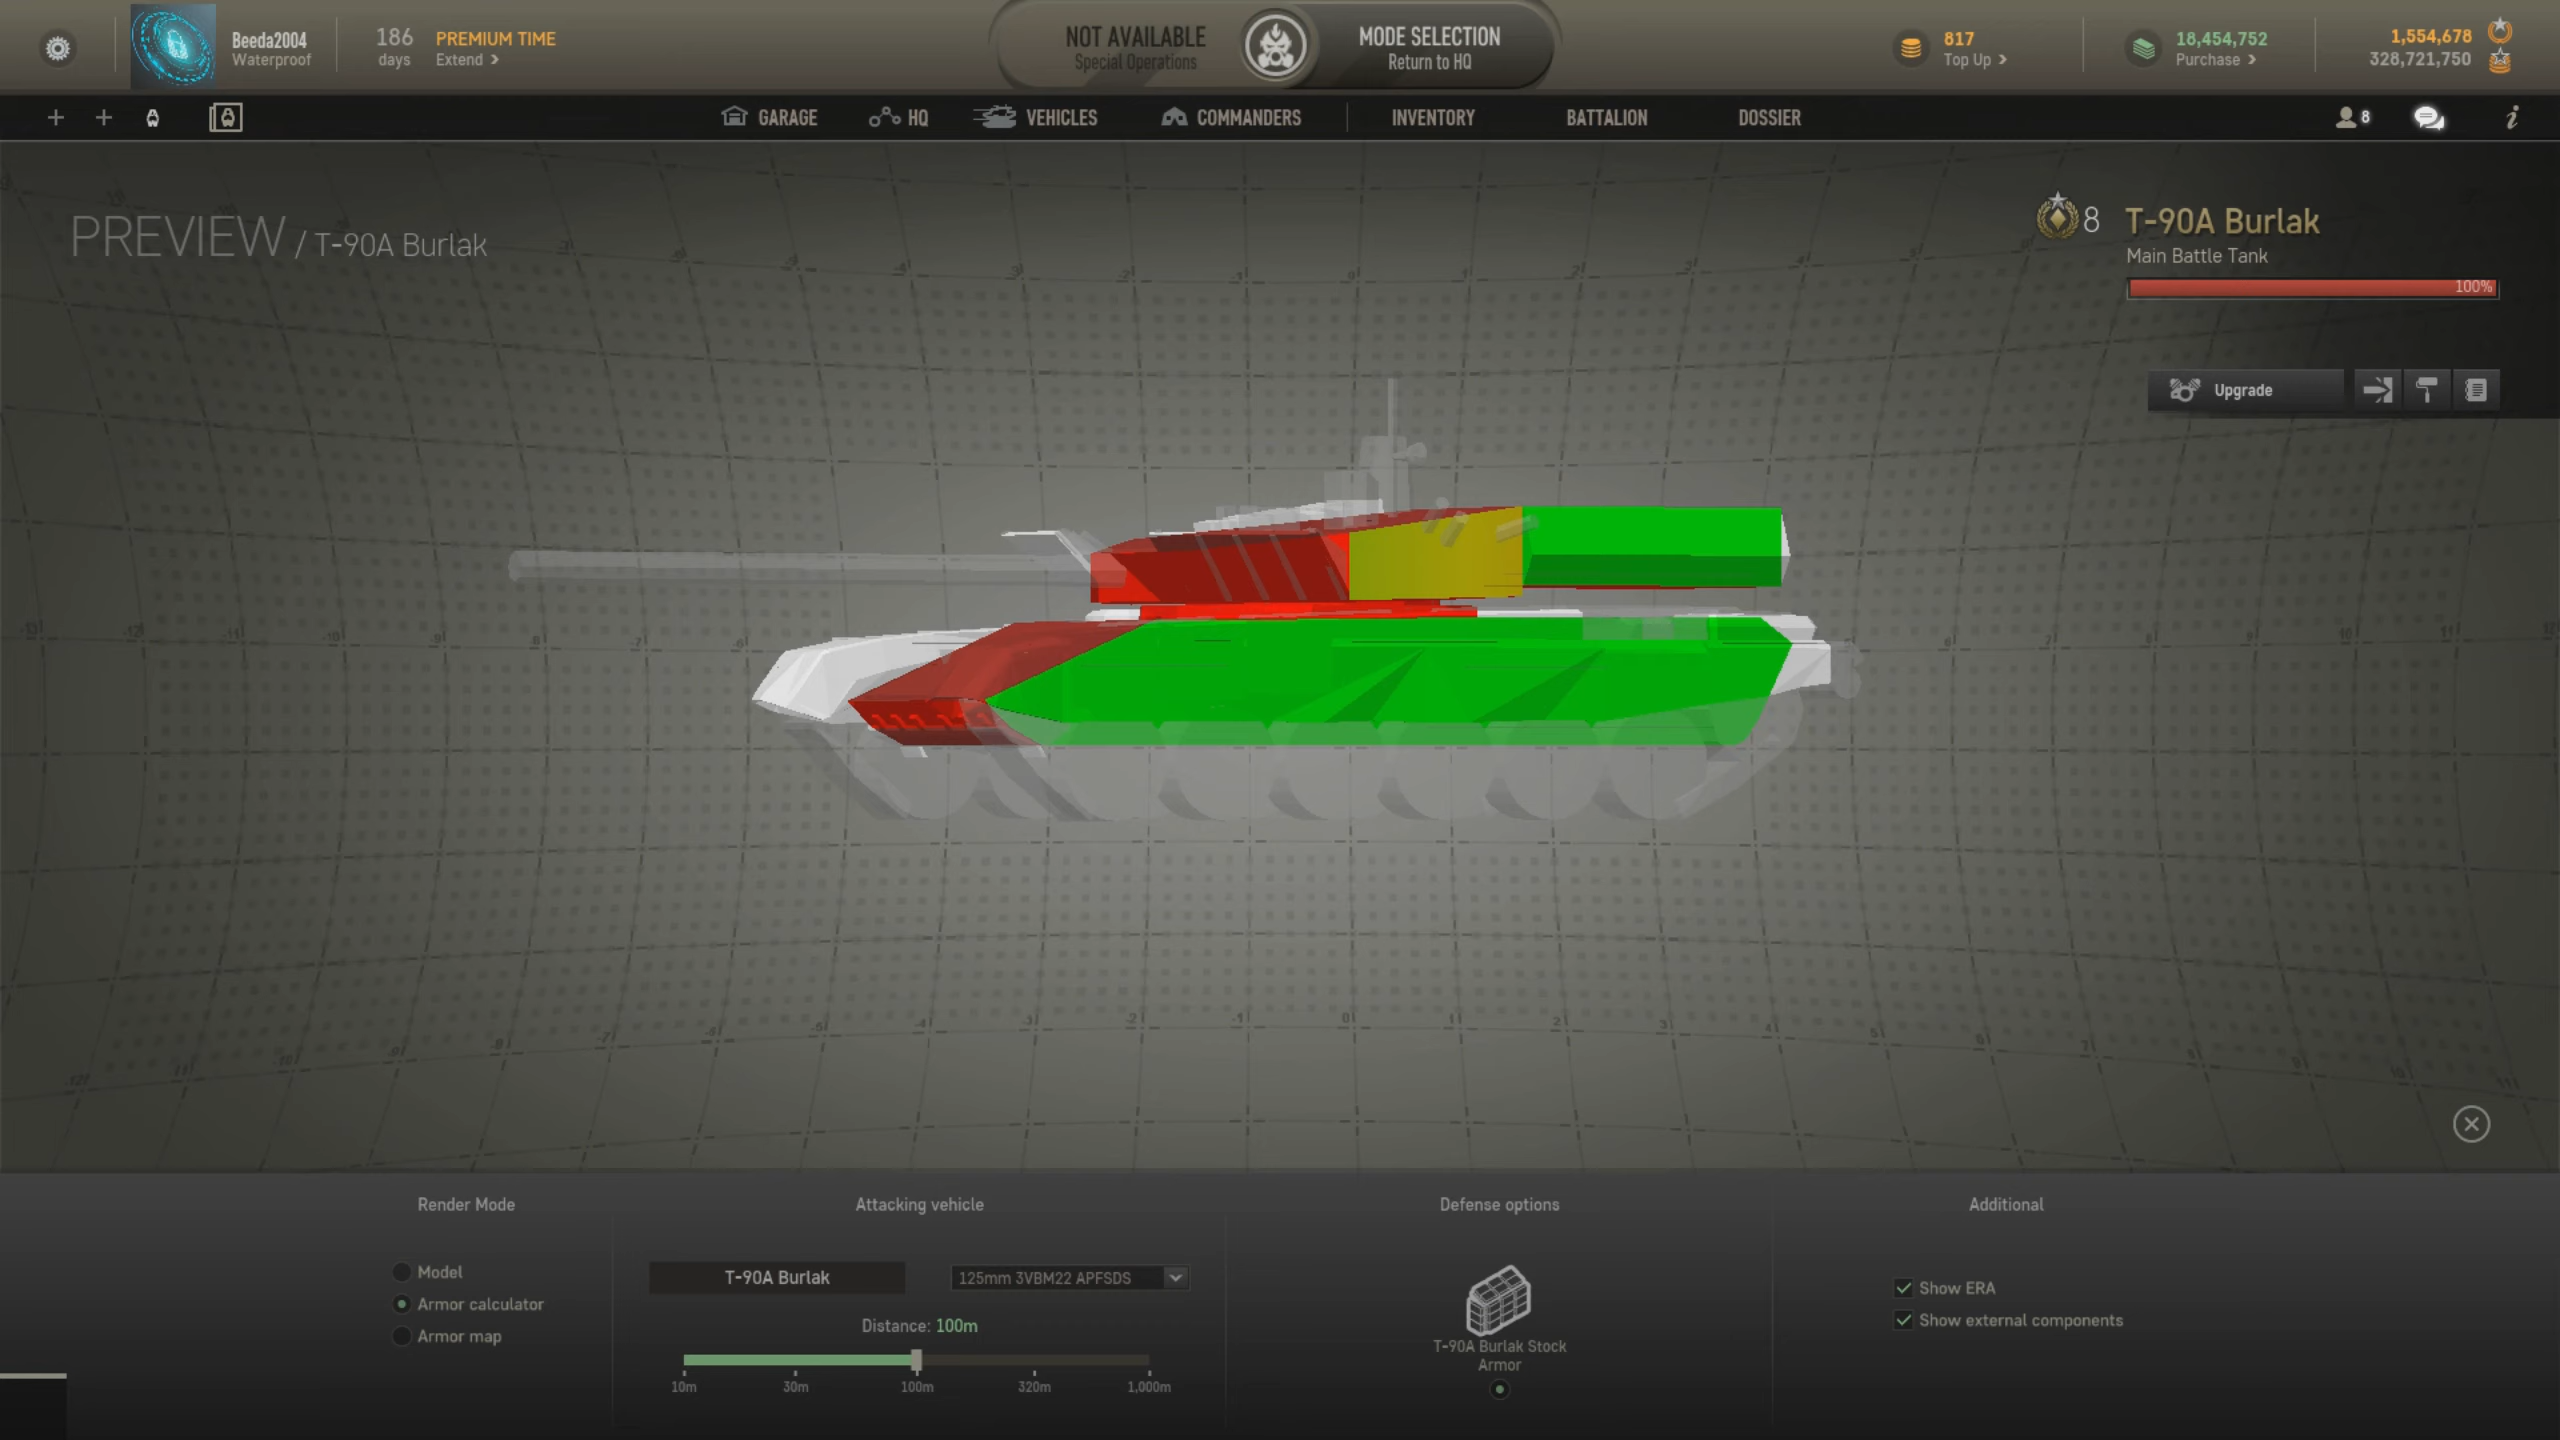 Beeda2004
Waterproof
186
days
PREMIUM TIME
Extend >
NOT AVAILABLE
Special Operations
MODE SELECTION
Return to HQ
817
Top Up >
18,454,752
Purchase >
1,554,678
328,721,750
GARAGE
HQ
VEHICLES
COMMANDERS
INVENTORY
BATTALION
DOSSIER
8
PREVIEW / T-90A Burlak
8 T-90A Burlak
Main Battle Tank
100%
Upgrade
Render Mode
Model
Armor calculator
Armor map
Attacking vehicle
T-90A Burlak
125mm 3VBM22 APFSDS
Distance: 100m
10m 30m 100m 320m 1,000m
Defense options
T-90A Burlak Stock
Armor
Additional
Show ERA
Show external components